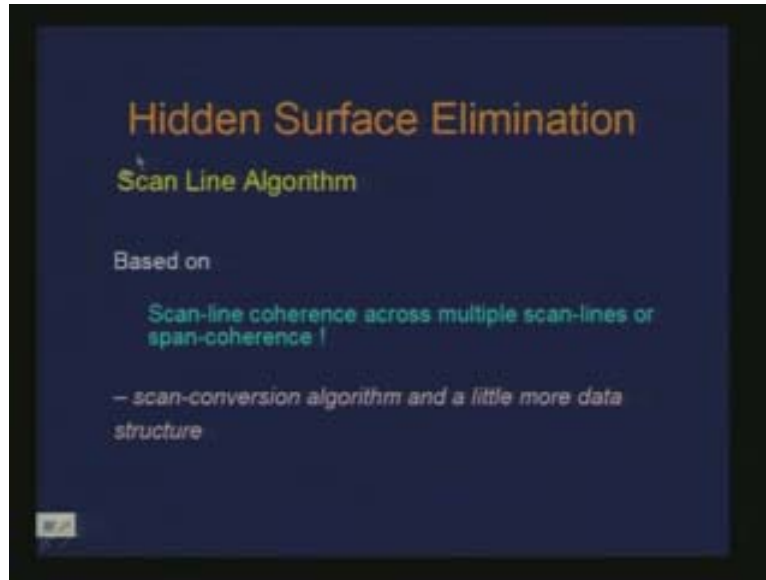 Hidden Surface Elimination
Scan Line Algorithm
Based on
Scan-line coherence across multiple scan-lines or
span-coherence !
– scan-conversion algorithm and a little more data
structure